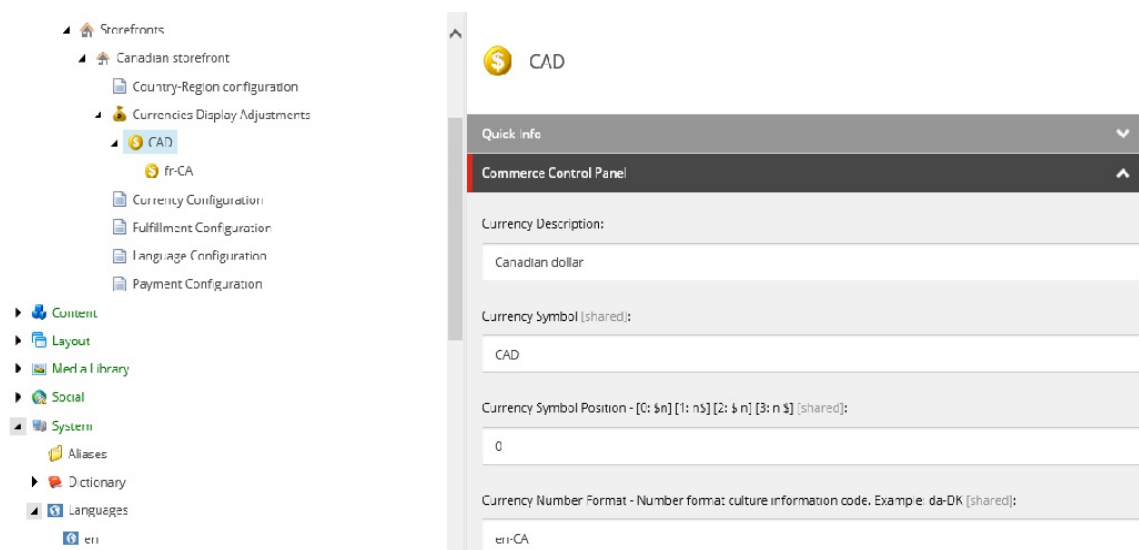 Storefronts
Canadian storefront
Country-Region configuration
Currencies Display Adjustments
CAD
fr-CA
Currency Configuration
Fulfillment Configuration
Language Configuration
Payment Configuration
Content
Layout
Media Library
Social
System
Aliases
Dictionary
Languages
en
CAD
Quick Info
Commerce Control Panel
Currency Description:
Canadian dollar
Currency Symbol [shared]:
CAD
Currency Symbol Position - [0: $n] [1: n$] [2: $ n] [3: n $] [shared]:
0
Currency Number Format - Number format culture information code. Example: da-DK [shared]:
en-CA